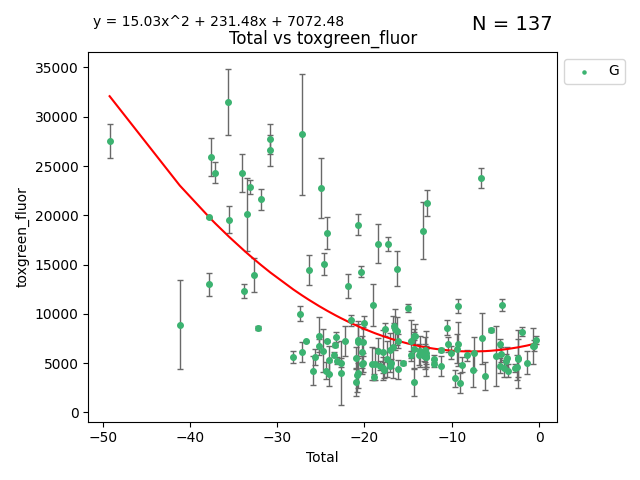 y = 15.03x^2 + 231.48x + 7072.48
N = 137
Total vs toxgreen_fluor
G
35000
30000
25000
20000
15000
10000
5000
0
toxgreen_fluor
−50 −40 −30 −20 −10 0
Total